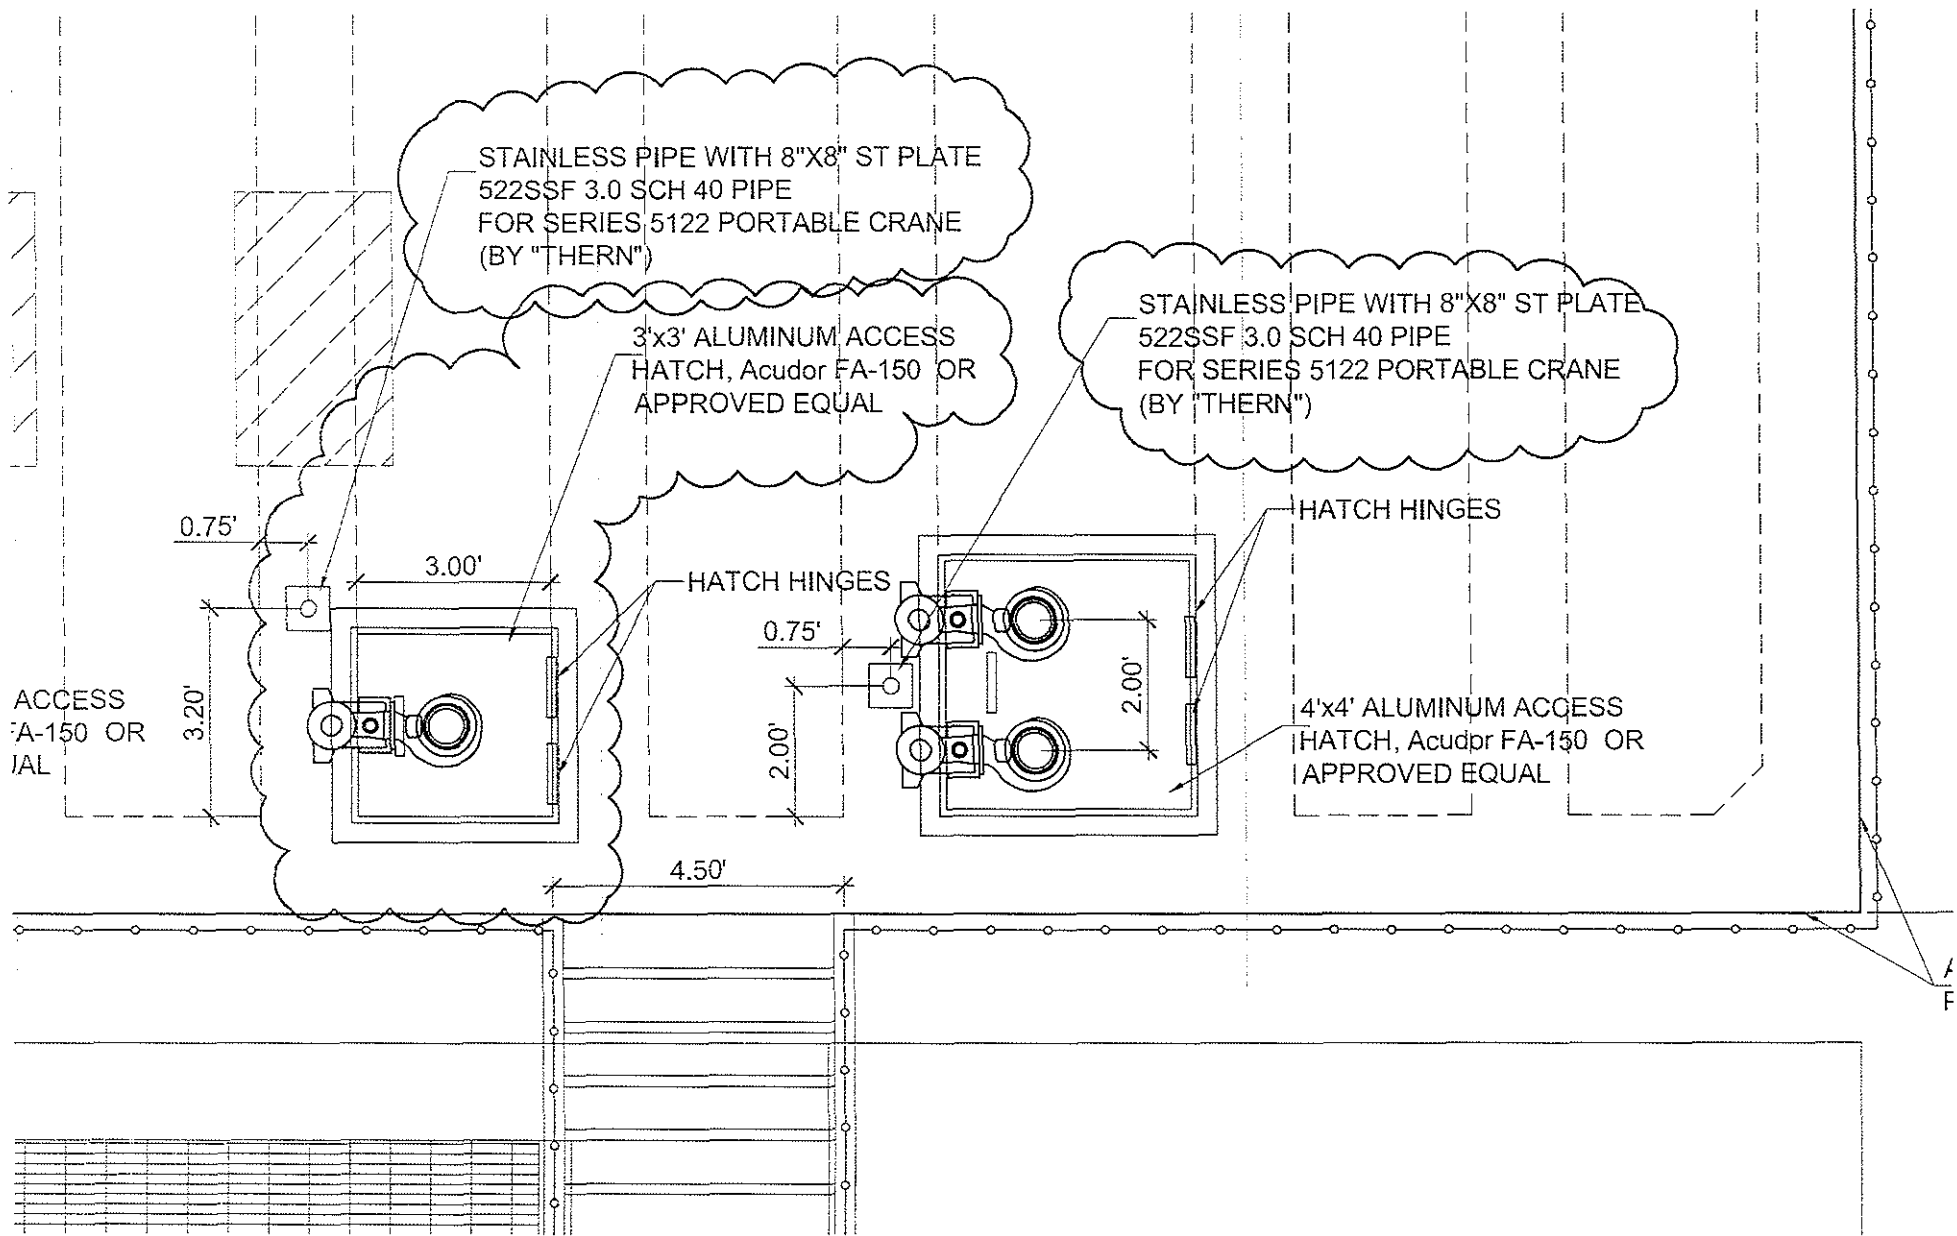 STAINLESS PIPE WITH 8"X8" ST PLATE
522SSF 3.0 SCH 40 PIPE
FOR SERIES 5122 PORTABLE CRANE
(BY "THERN")
STAINLESS PIPE WITH 8"X8" ST PLATE
522SSF 3.0 SCH 40 PIPE
FOR SERIES 5122 PORTABLE CRANE
(BY "THERN")
3'x3' ALUMINUM ACCESS
HATCH, Acudor FA-150 OR
APPROVED EQUAL
HATCH HINGES
0.75'
3.00'
HATCH HINGES
0.75'
3.20'
2.00'
2.00'
ACCESS
FA-150 OR
UAL
4'x4' ALUMINUM ACCESS
HATCH, Acudor FA-150 OR
APPROVED EQUAL
4.50'